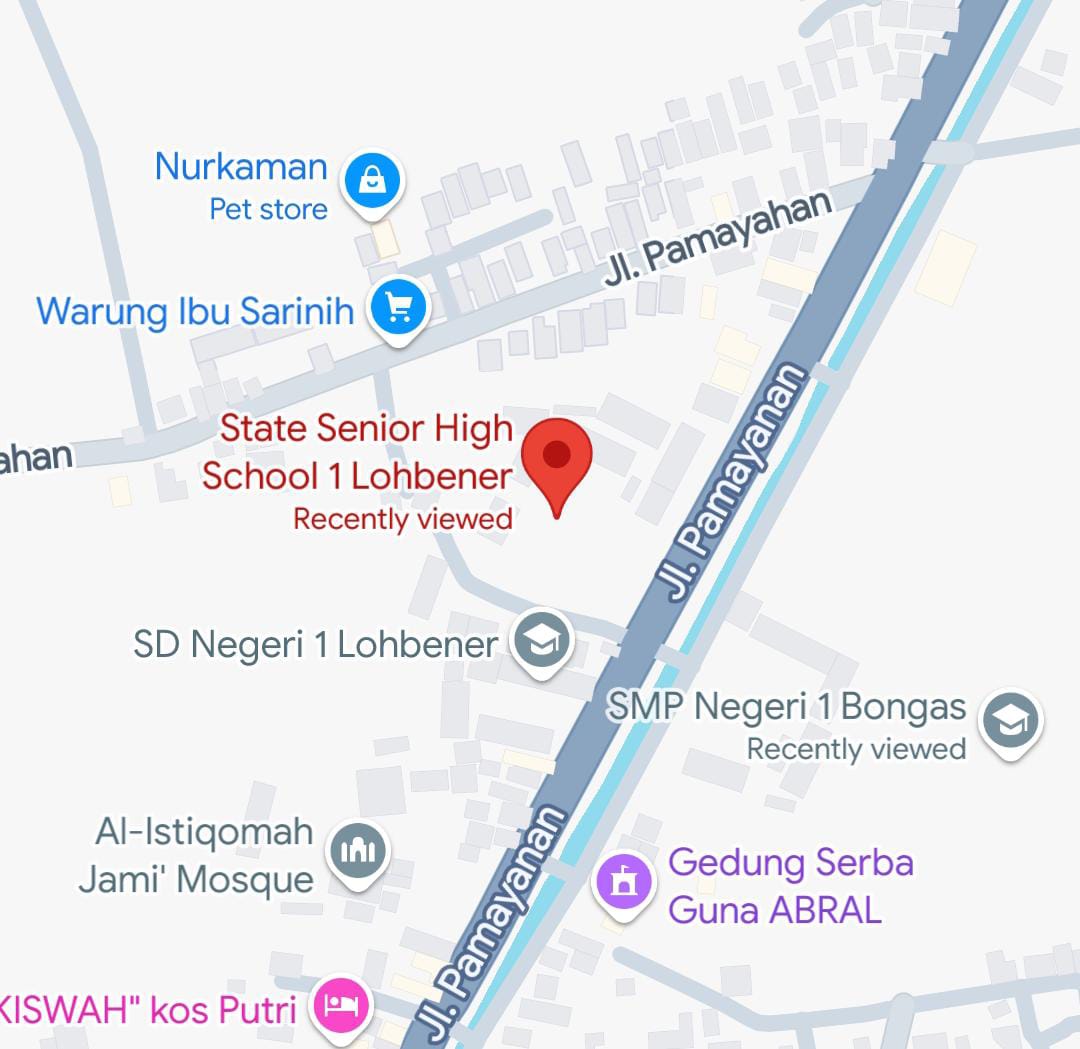 Nurkaman
Pet store
Jl. Pamayahan
Warung Ibu Sarinih
Jl. Pamayanan
State Senior High
School 1 Lohbener
Recently viewed
ahan
SD Negeri 1 Lohbener
SMP Negeri 1 Bongas
Recently viewed
Al-Istiqomah
Jami' Mosque
Jl. Pamayanan
Gedung Serba
Guna ABRAL
KISWAH" kos Putri